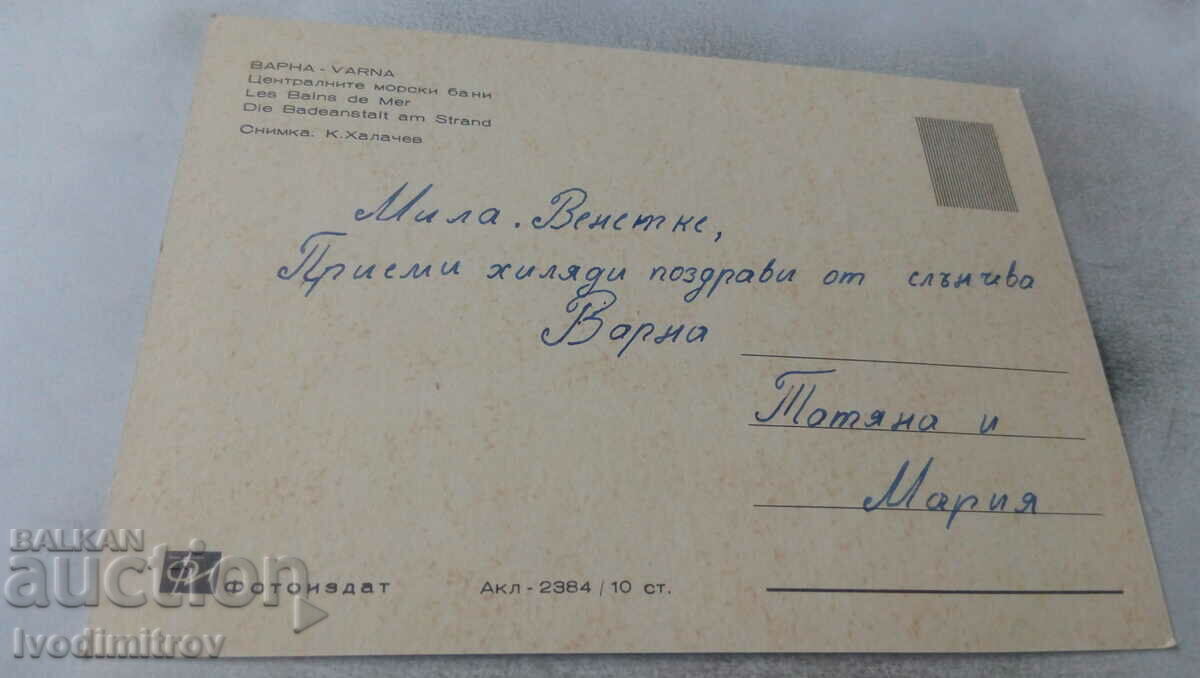 ВАРНА - VARNA
Централните морски бани
Les Bains de Mer
Die Badeanstalt am Strand
Снимка: К. Халачев
Мила. Венетке,
Приеми хиляди поздрави от слънчева
Варна
Татяна и
Мария
Фотоиздат
Акл - 2384 / 10 ст.
BALKAN
auction
Ivodimitrov